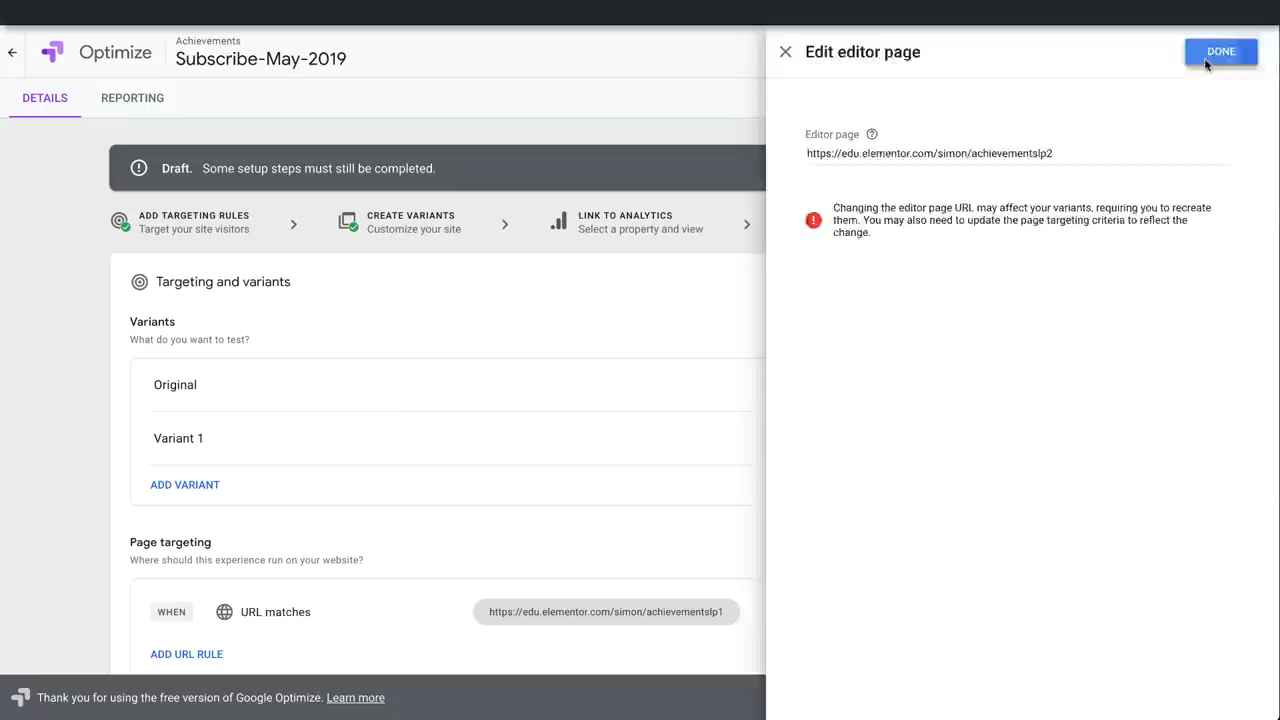 Optimize
Achievements
Subscribe-May-2019
DETAILS
REPORTING
Draft. Some setup steps must still be completed.
ADD TARGETING RULES
Target your site visitors
CREATE VARIANTS
Customize your site
LINK TO ANALYTICS
Select a property and view
Targeting and variants
Variants
What do you want to test?
Original
Variant 1
ADD VARIANT
Page targeting
Where should this experience run on your website?
WHEN
URL matches
https://edu.elementor.com/simon/achievementslp1
ADD URL RULE
Thank you for using the free version of Google Optimize. Learn more
Edit editor page
DONE
Editor page
https://edu.elementor.com/simon/achievementslp2
Changing the editor page URL may affect your variants, requiring you to recreate
them. You may also need to update the page targeting criteria to reflect the
change.